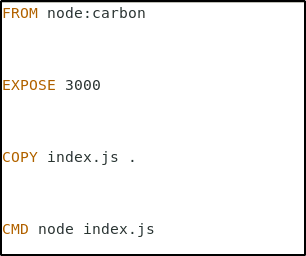 FROM node:carbon
EXPOSE 3000
COPY index.js .
CMD node index.js